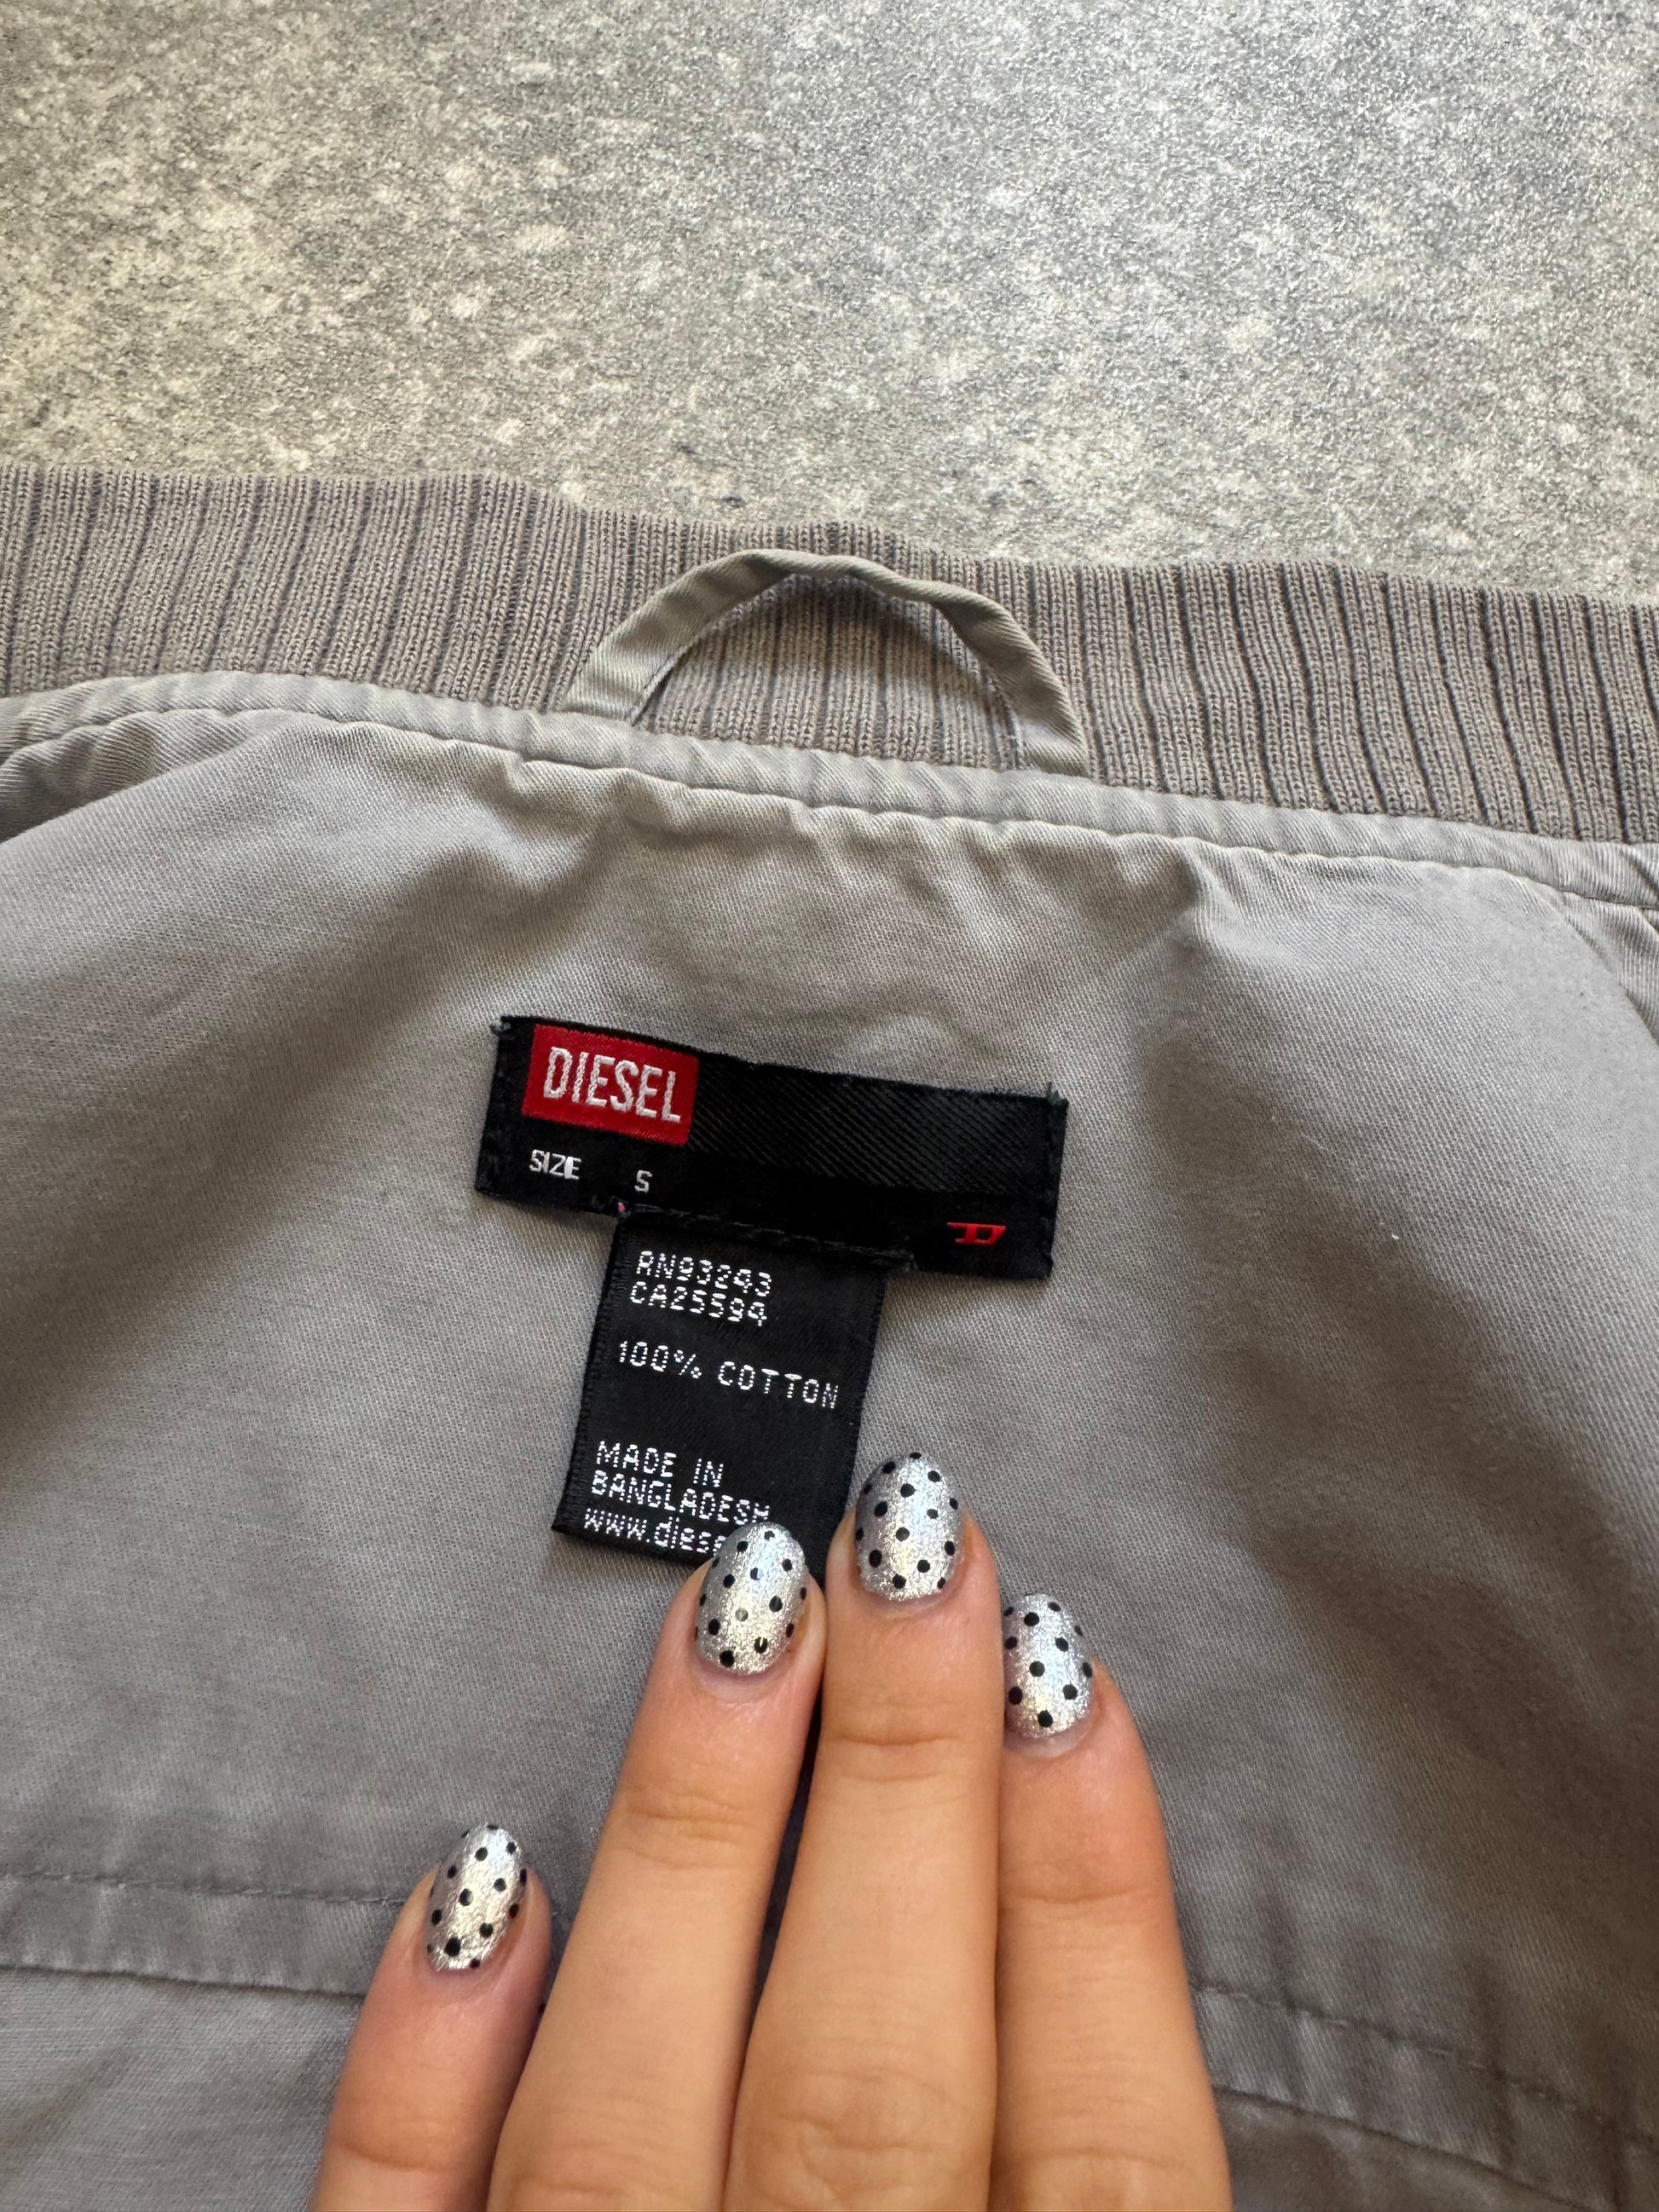 DIESEL
SIZE S
D
RN93243
CA25594
100% COTTON
MADE IN
BANGLADESH